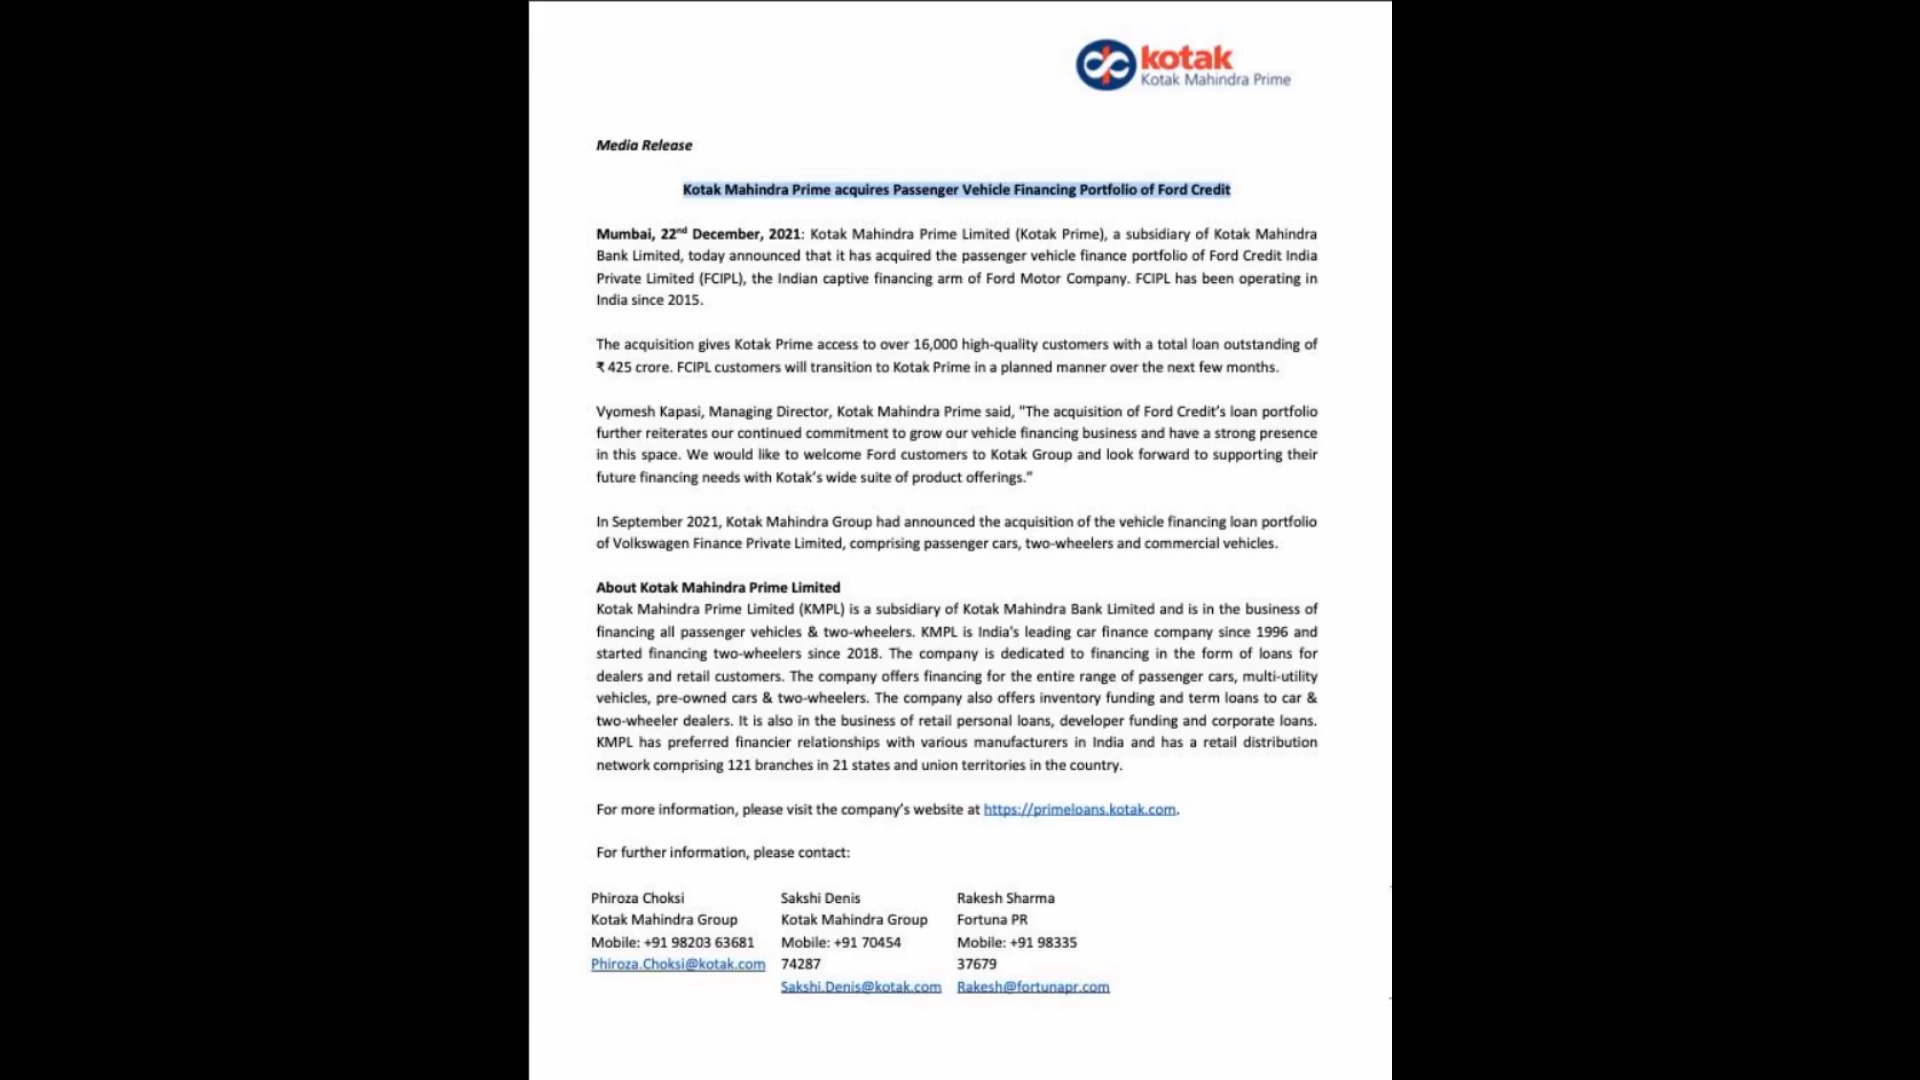 kotak
Kotak Mahindra Prime
Media Release
Kotak Mahindra Prime acquires Passenger Vehicle Financing Portfolio of Ford Credit
Mumbai, 22nd December, 2021: Kotak Mahindra Prime Limited (Kotak Prime), a subsidiary of Kotak Mahindra
Bank Limited, today announced that it has acquired the passenger vehicle finance portfolio of Ford Credit India
Private Limited (FCIPL), the Indian captive financing arm of Ford Motor Company. FCIPL has been operating in
India since 2015.
The acquisition gives Kotak Prime access to over 16,000 high-quality customers with a total loan outstanding of
₹ 425 crore. FCIPL customers will transition to Kotak Prime in a planned manner over the next few months.
Vyomesh Kapasi, Managing Director, Kotak Mahindra Prime said, "The acquisition of Ford Credit's loan portfolio
further reiterates our continued commitment to grow our vehicle financing business and have a strong presence
in this space. We would like to welcome Ford customers to Kotak Group and look forward to supporting their
future financing needs with Kotak's wide suite of product offerings."
In September 2021, Kotak Mahindra Group had announced the acquisition of the vehicle financing loan portfolio
of Volkswagen Finance Private Limited, comprising passenger cars, two-wheelers and commercial vehicles.
About Kotak Mahindra Prime Limited
Kotak Mahindra Prime Limited (KMPL) is a subsidiary of Kotak Mahindra Bank Limited and is in the business of
financing all passenger vehicles & two-wheelers. KMPL is India's leading car finance company since 1996 and
started financing two-wheelers since 2018. The company is dedicated to financing in the form of loans for
dealers and retail customers. The company offers financing for the entire range of passenger cars, multi-utility
vehicles, pre-owned cars & two-wheelers. The company also offers inventory funding and term loans to car &
two-wheeler dealers. It is also in the business of retail personal loans, developer funding and corporate loans.
KMPL has preferred financier relationships with various manufacturers in India and has a retail distribution
network comprising 121 branches in 21 states and union territories in the country.
For more information, please visit the company's website at https://primeloans.kotak.com.
For further information, please contact:
Phiroza Choksi
Kotak Mahindra Group
Mobile: +91 98203 63681
Phiroza.Choksi@kotak.com
Sakshi Denis
Kotak Mahindra Group
Mobile: +91 70454
74287
Sakshi.Denis@kotak.com
Rakesh Sharma
Fortuna PR
Mobile: +91 98335
37679
Rakesh@fortunapr.com